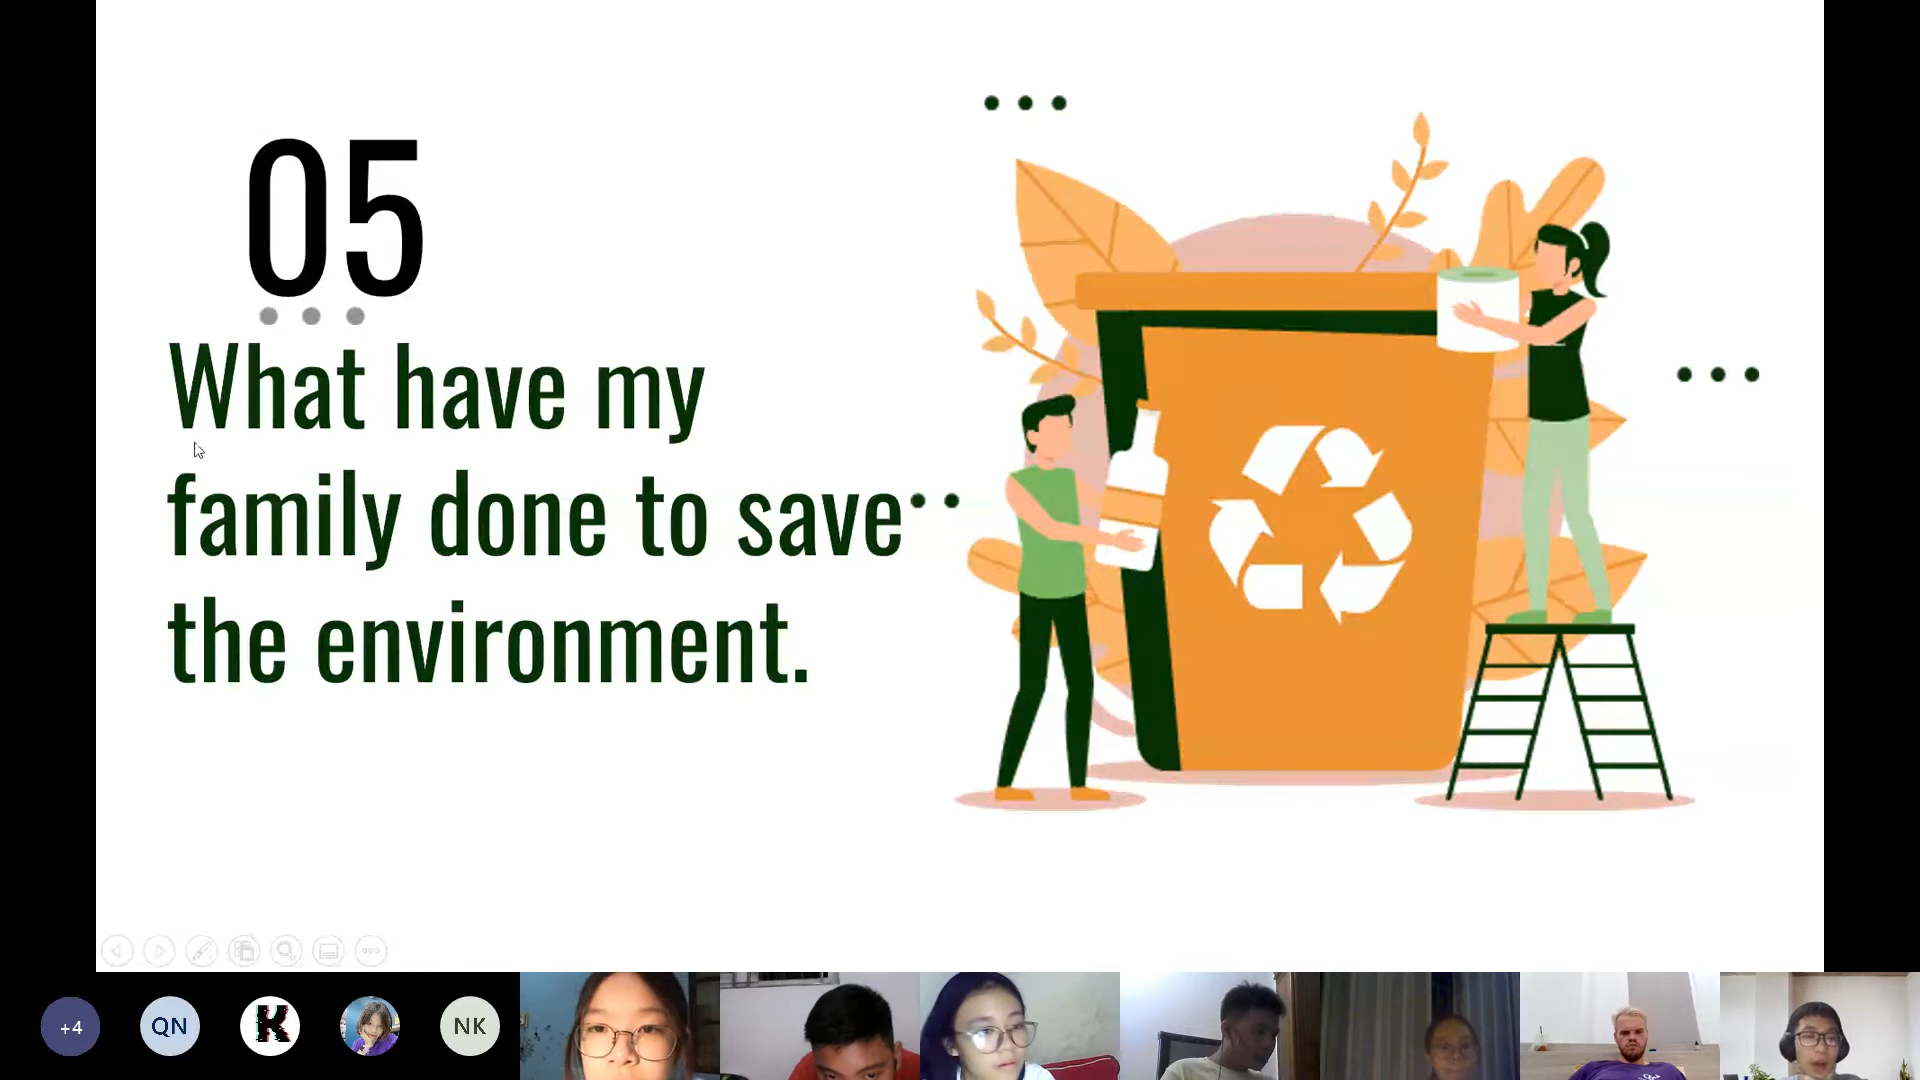 05
What have my
family done to save
the environment.
+4
QN
K
NK